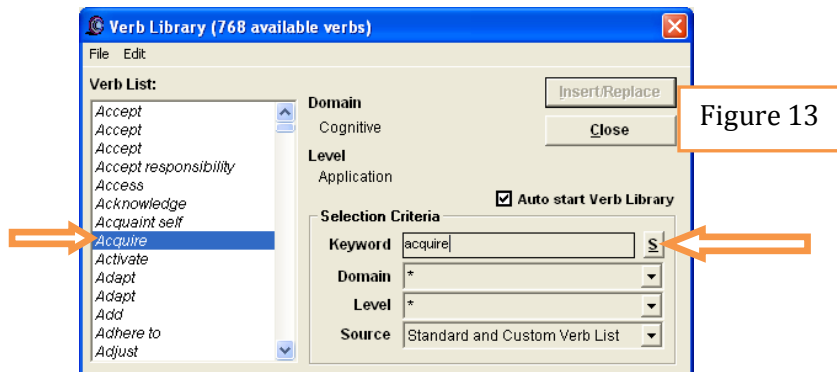 Verb Library (768 available verbs)
File Edit
Verb List:
Accept
Accept
Accept
Accept responsibility
Access
Acknowledge
Acquaint self
Acquire
Activate
Adapt
Adapt
Add
Adhere to
Adjust
Domain
Cognitive
Level
Application
Insert/Replace
Close
Auto start Verb Library
Selection Criteria
Keyword acquire S
Domain *
Level *
Source Standard and Custom Verb List
Figure 13